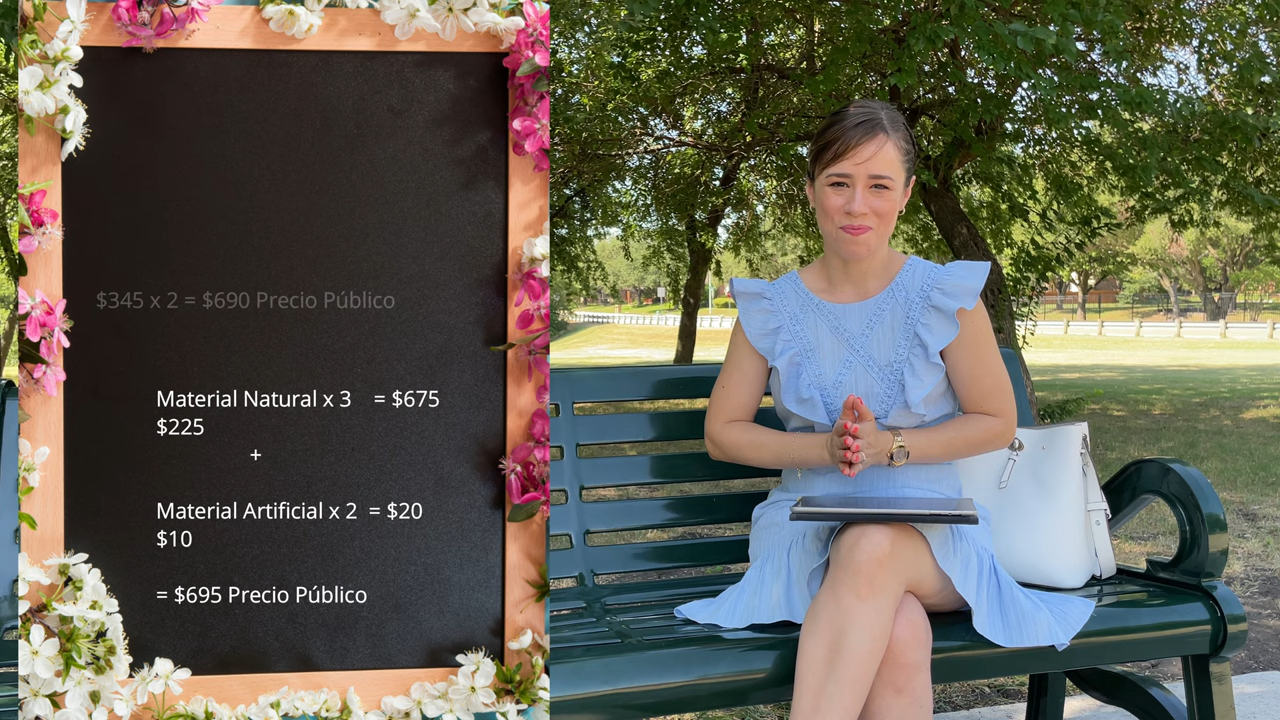 $345 x 2 = $690 Precio Público
Material Natural x 3 = $675
$225
+
Material Artificial x 2 = $20
$10
= $695 Precio Público